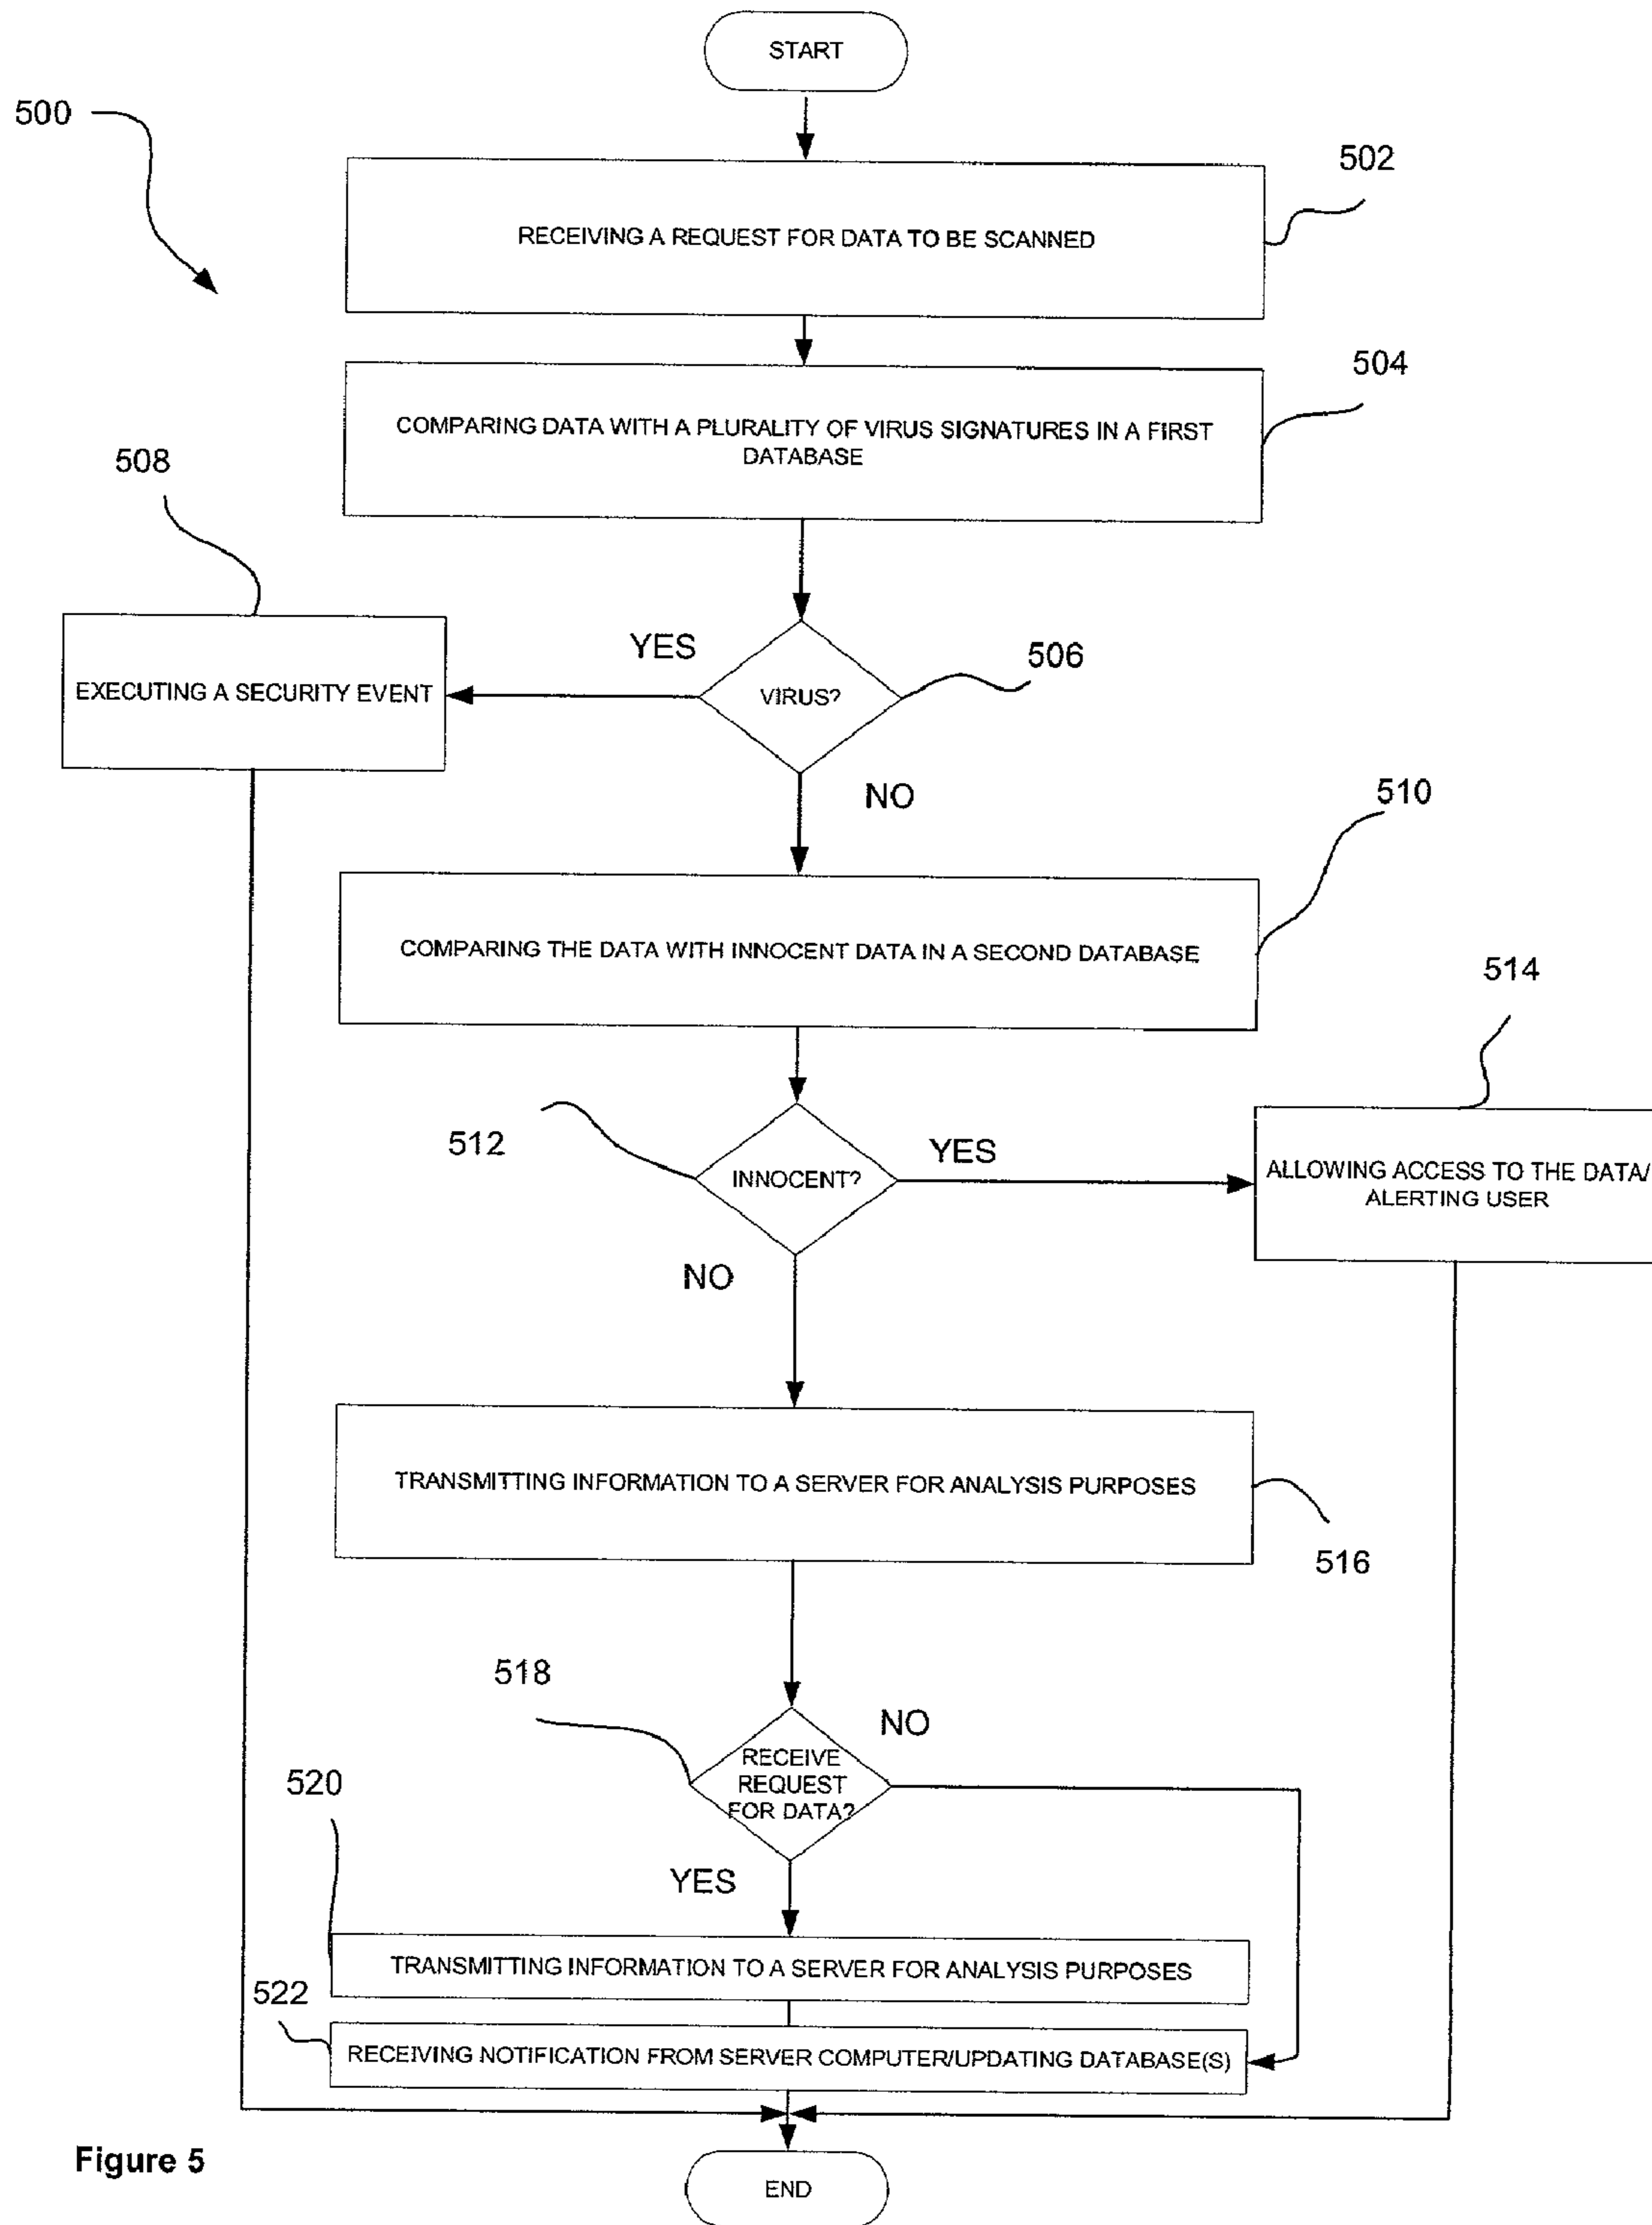 START
500
502
RECEIVING A REQUEST FOR DATA TO BE SCANNED
504
COMPARING DATA WITH A PLURALITY OF VIRUS SIGNATURES IN A FIRST
DATABASE
508
YES
506
EXECUTING A SECURITY EVENT
VIRUS?
NO
510
COMPARING THE DATA WITH INNOCENT DATA IN A SECOND DATABASE
514
512
YES
INNOCENT?
ALLOWING ACCESS TO THE DATA/
ALERTING USER
NO
TRANSMITTING INFORMATION TO A SERVER FOR ANALYSIS PURPOSES
516
518
NO
RECEIVE
REQUEST
FOR DATA?
520
YES
TRANSMITTING INFORMATION TO A SERVER FOR ANALYSIS PURPOSES
522
RECEIVING NOTIFICATION FROM SERVER COMPUTER/UPDATING DATABASE(S)
Figure 5
END